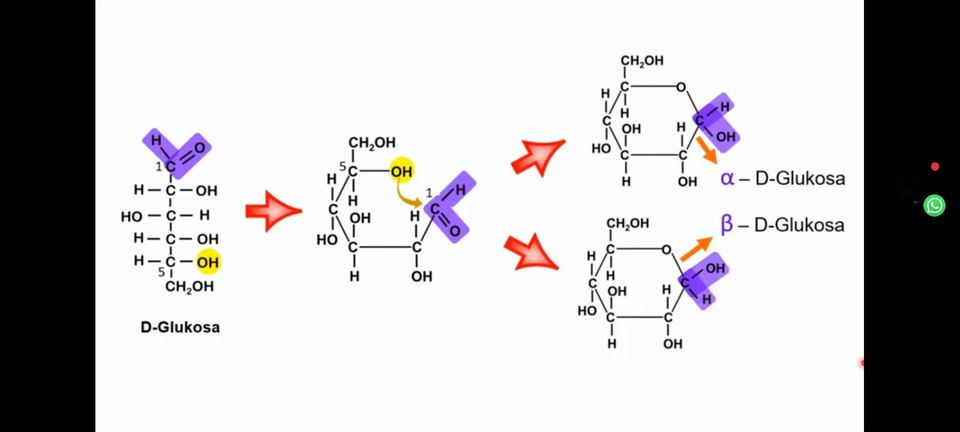 H
O
1
C
H — C — OH
HO — C — H
H — C — OH
H — C — OH
5
CH₂OH
D-Glukosa
CH₂OH
5
C
OH
H
H
1
H
C
OH
H
C
O
HO
C
C
H
OH
CH₂OH
C
O
H
H
H
C
OH
H
C
OH
HO
C
C
H
OH
α – D-Glukosa
β – D-Glukosa
CH₂OH
C
O
OH
H
H
C
OH
H
C
H
HO
C
C
H
OH